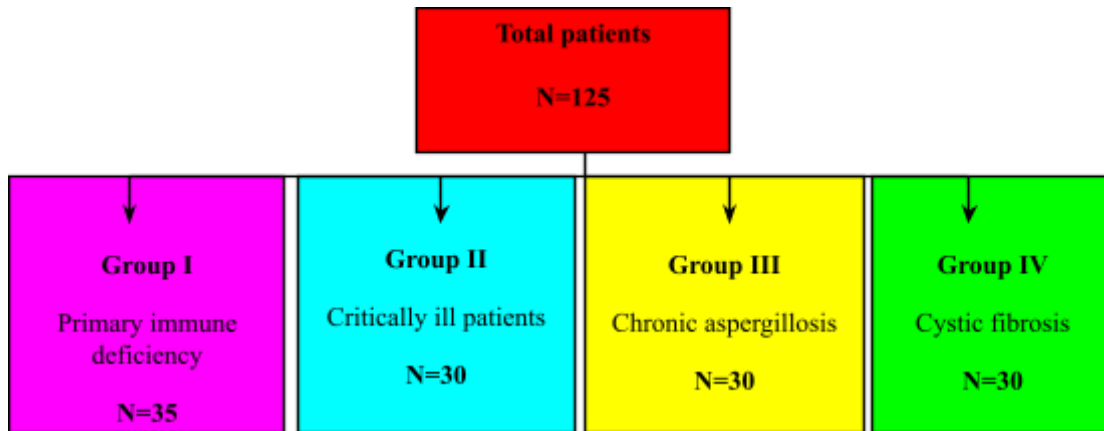 Total patients
N=125
Group I
Primary immune
deficiency
N=35
Group II
Critically ill patients
N=30
Group III
Chronic aspergillosis
N=30
Group IV
Cystic fibrosis
N=30